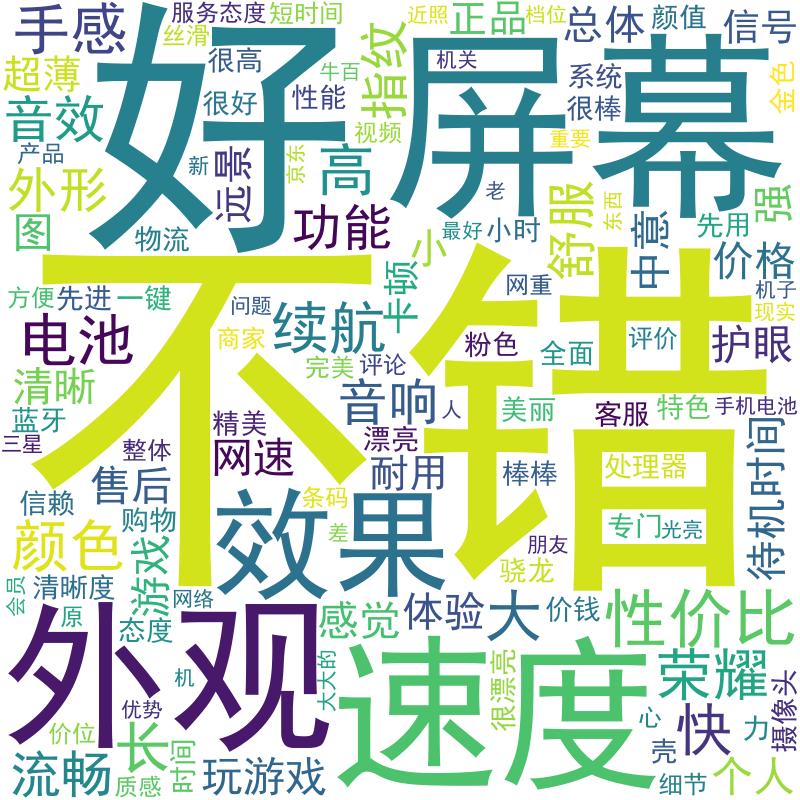 手感
服务态度
短时间
近照
正品
档位
总体
颜值
信号
丝滑
很高
牛百
指纹
机关
屏幕
系统
金色
超薄
好
很好
性能
视频
很棒
重要
音效
产品
新
京东
远景
高
老
舒服
东西
强
外形
功能
图
物流
小
最好
小时
中意
先用
价格
方便
先进
一键
问题
卡顿
网重
机子
现实
不错
电池
商家
续航
完美
评论
粉色
全面
评价
护眼
清晰
蓝牙
精美
音响
人
美丽
客服
特色
手机电池
三星
整体
网速
漂亮
耐用
棒棒
处理器
待机时间
信赖
售后
购物
条码
效果
差
专门
光亮
颜色
游戏
朋友
骁龙
会员
清晰度
网络
原
态度
感觉
体验
大
价钱
性价比
外观
机
大大的
速度
很漂亮
荣耀
摄像头
优势
价位
心
快
力
壳
流畅
长
质感
时间
玩游戏
细节
个人